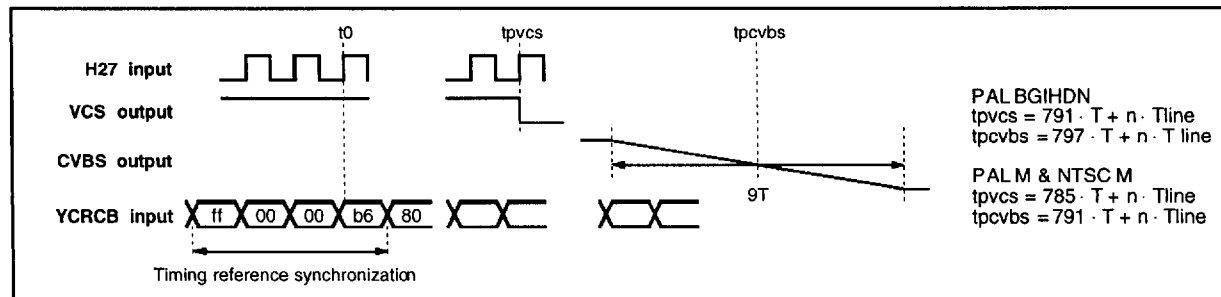 t0 tpvcs tpcvbs
H27 input
VCS output
CVBS output
9T
YCRCB input ff 00 00 b6 80
Timing reference synchronization
PAL BGIHDN
tpvcs = 791 · T + n · Tline
tpcvbs = 797 · T + n · T line
PAL M & NTSC M
tpvcs = 785 · T + n · Tline
tpcvbs = 791 · T + n · Tline